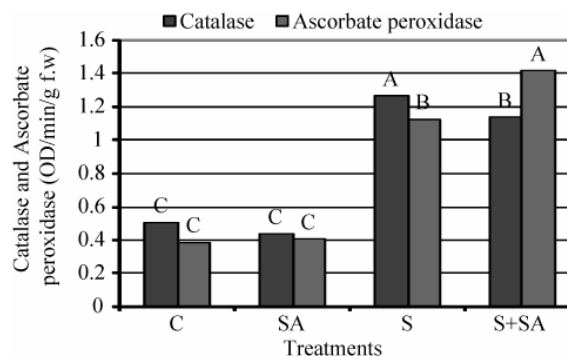 Catalase Ascorbate peroxidase
Catalase and Ascorbate
peroxidase (OD/min/g f.w)
1.6
1.4
1.2
1
0.8
0.6
0.4
0.2
0
C C C C A B B A
C SA S S+SA
Treatments